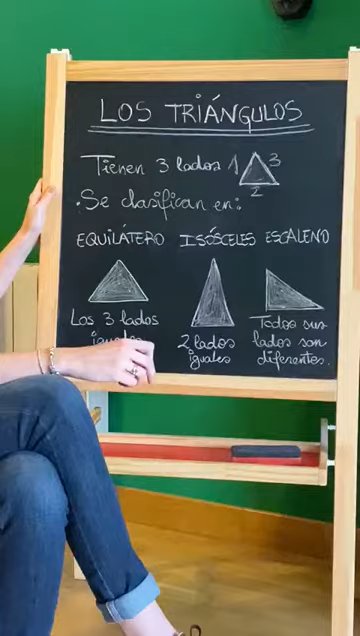 LOS TRIÁNGULOS
Tienen 3 lados 1 3
2
· Se clasifican en:
EQUILÁTERO ISÓSCELES ESCALENO
Los 3 lados
2 lados
iguales
Todos sus
lados son
diferentes.